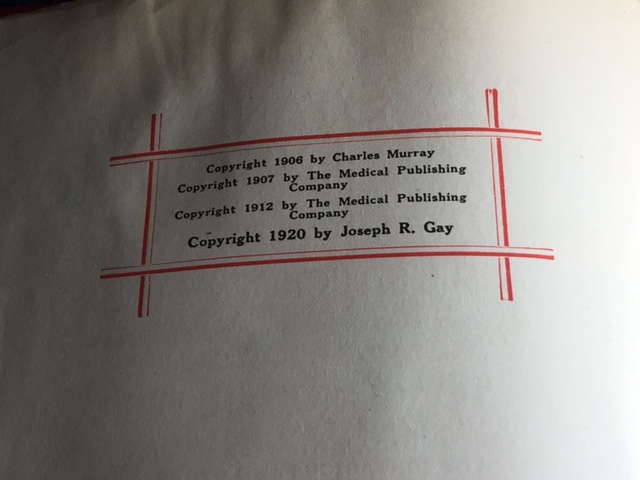 Copyright 1906 by Charles Murray
Copyright 1907 by The Medical Publishing
Company
Copyright 1912 by The Medical Publishing
Company
Copyright 1920 by Joseph R. Gay